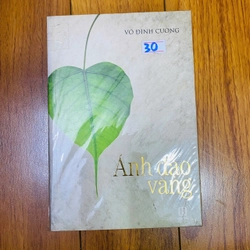 VÕ ĐÌNH CƯỜNG
30
Ánh đạo
vàng